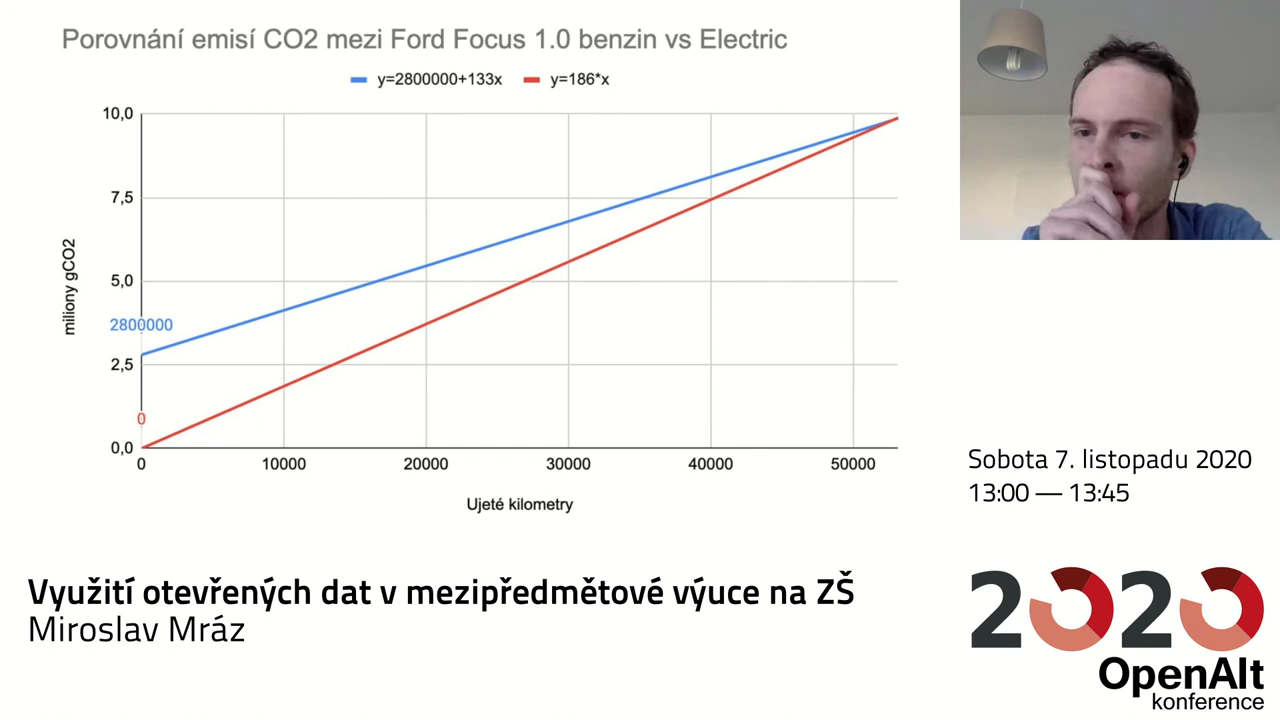 Porovnání emisí CO2 mezi Ford Focus 1.0 benzin vs Electric
y=2800000+133x
y=186*x
10,0
7,5
5,0
2,5
0,0
miliony gCO2
2800000
0
0
10000
20000
30000
40000
50000
Ujeté kilometry
Sobota 7. listopadu 2020
13:00 — 13:45
Využití otevřených dat v mezipředmětové výuce na ZŠ
Miroslav Mráz
2020
OpenAlt
konference